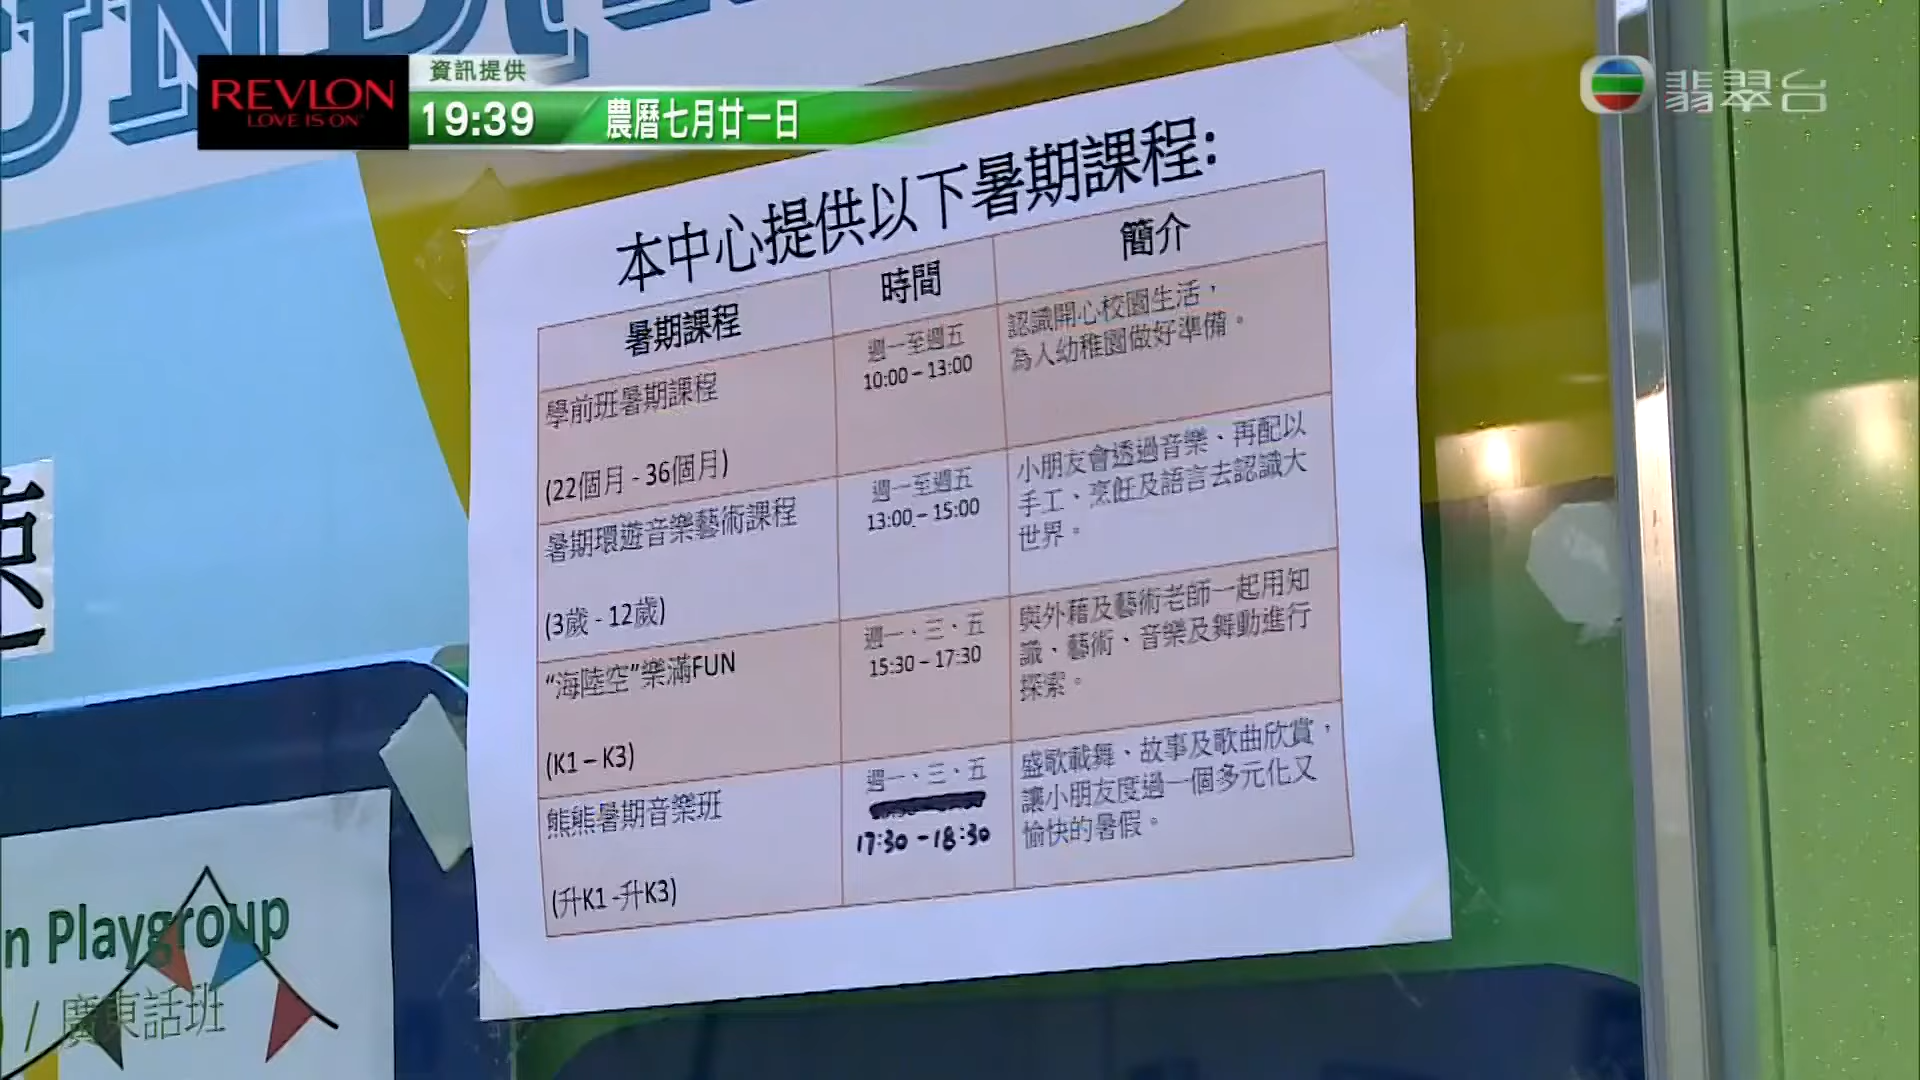 REVLON
LOVE IS ON
資訊提供
19:39
農曆七月廿一日
翡翠台
本中心提供以下暑期課程:
暑期課程
時間
簡介
學前班暑期課程
(22個月 - 36個月)
週一至週五
10:00 – 13:00
認識開心校園生活，
為入幼稚園做好準備。
暑期環遊音樂藝術課程
(3歲 - 12歲)
週一至週五
13:00 – 15:00
小朋友會透過音樂、再配以
手工、烹飪及語言去認識大
世界。
“海陸空”樂滿FUN
(K1 – K3)
週一、三、五
15:30 – 17:30
與外藉及藝術老師一起用知
識、藝術、音樂及舞動進行
探索。
熊熊暑期音樂班
(升K1 -升K3)
週一、三、五
17:30 - 18:30
盛歌載舞、故事及歌曲欣賞，
讓小朋友度過一個多元化又
愉快的暑假。
n Playgroup
/ 廣東話班